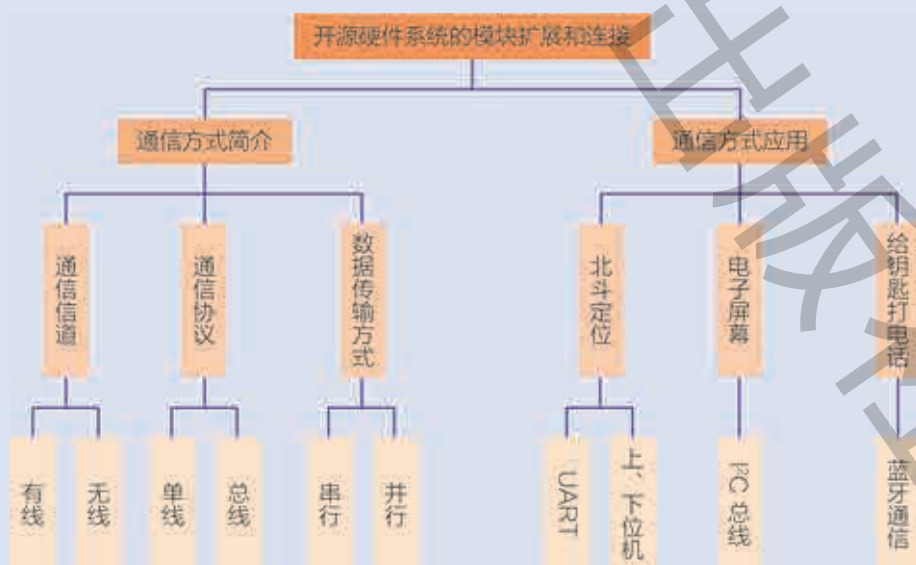 开源硬件系统的模块扩展和连接
通信方式简介
通信方式应用
通信信道
通信协议
数据传输方式
北斗定位
电子屏幕
给钥匙打电话
有线
无线
单线
总线
串行
并行
UART
上、下位机
I²C 总线
蓝牙通信
出版社